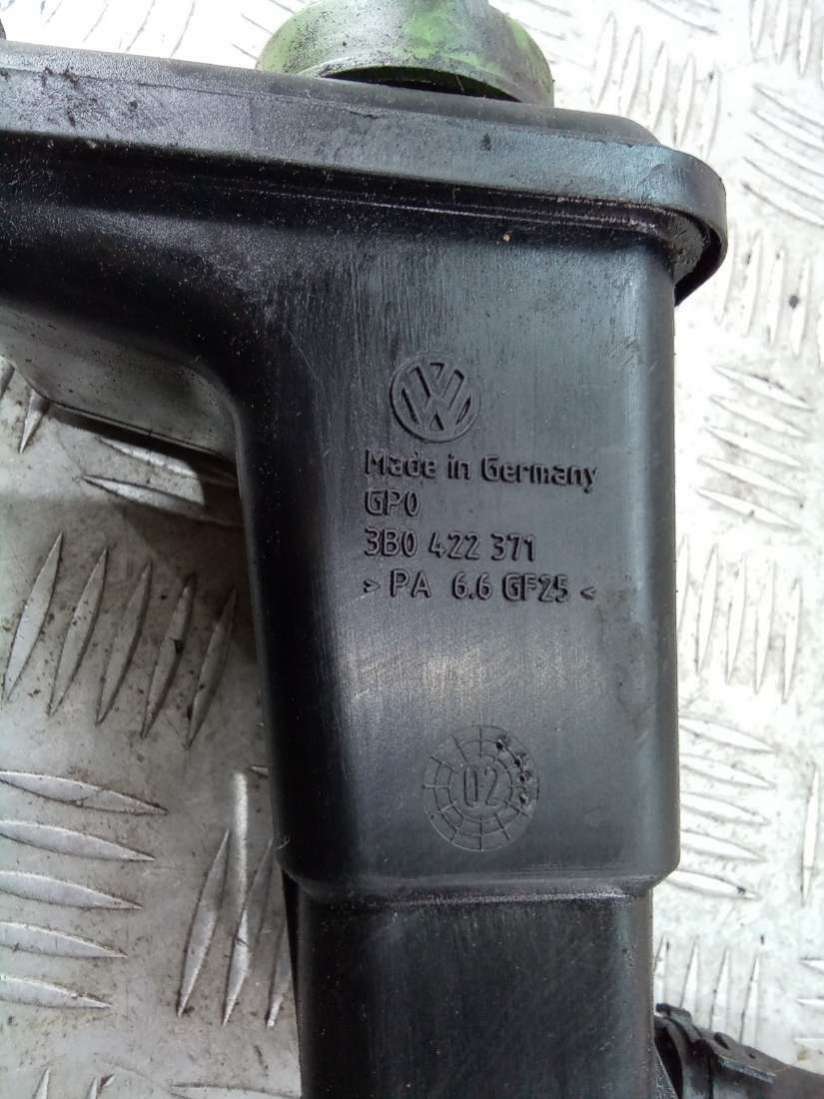 Made in Germany
GPO
3B0 422 371
> PA 6.6 GF25 <
02